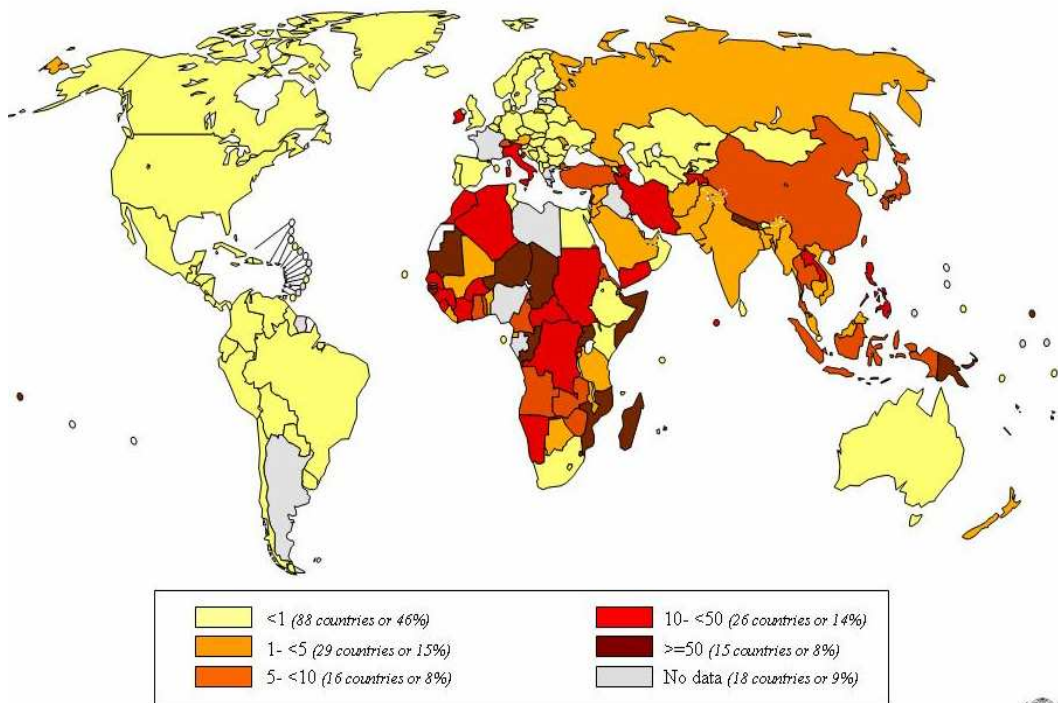 <1 (88 countries or 46%)
1- <5 (29 countries or 15%)
5- <10 (16 countries or 8%)
10- <50 (26 countries or 14%)
>=50 (15 countries or 8%)
No data (18 countries or 9%)